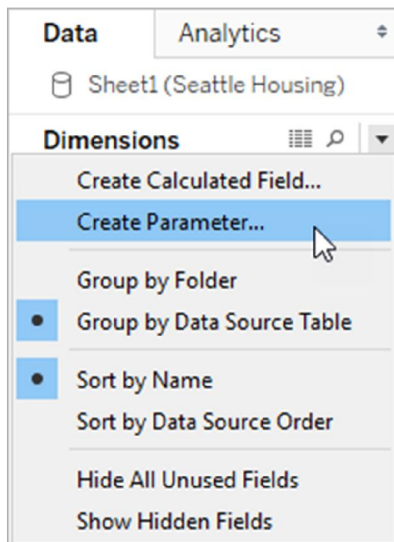 Data Analytics
Sheet1 (Seattle Housing)
Dimensions
Create Calculated Field...
Create Parameter...
Group by Folder
Group by Data Source Table
Sort by Name
Sort by Data Source Order
Hide All Unused Fields
Show Hidden Fields